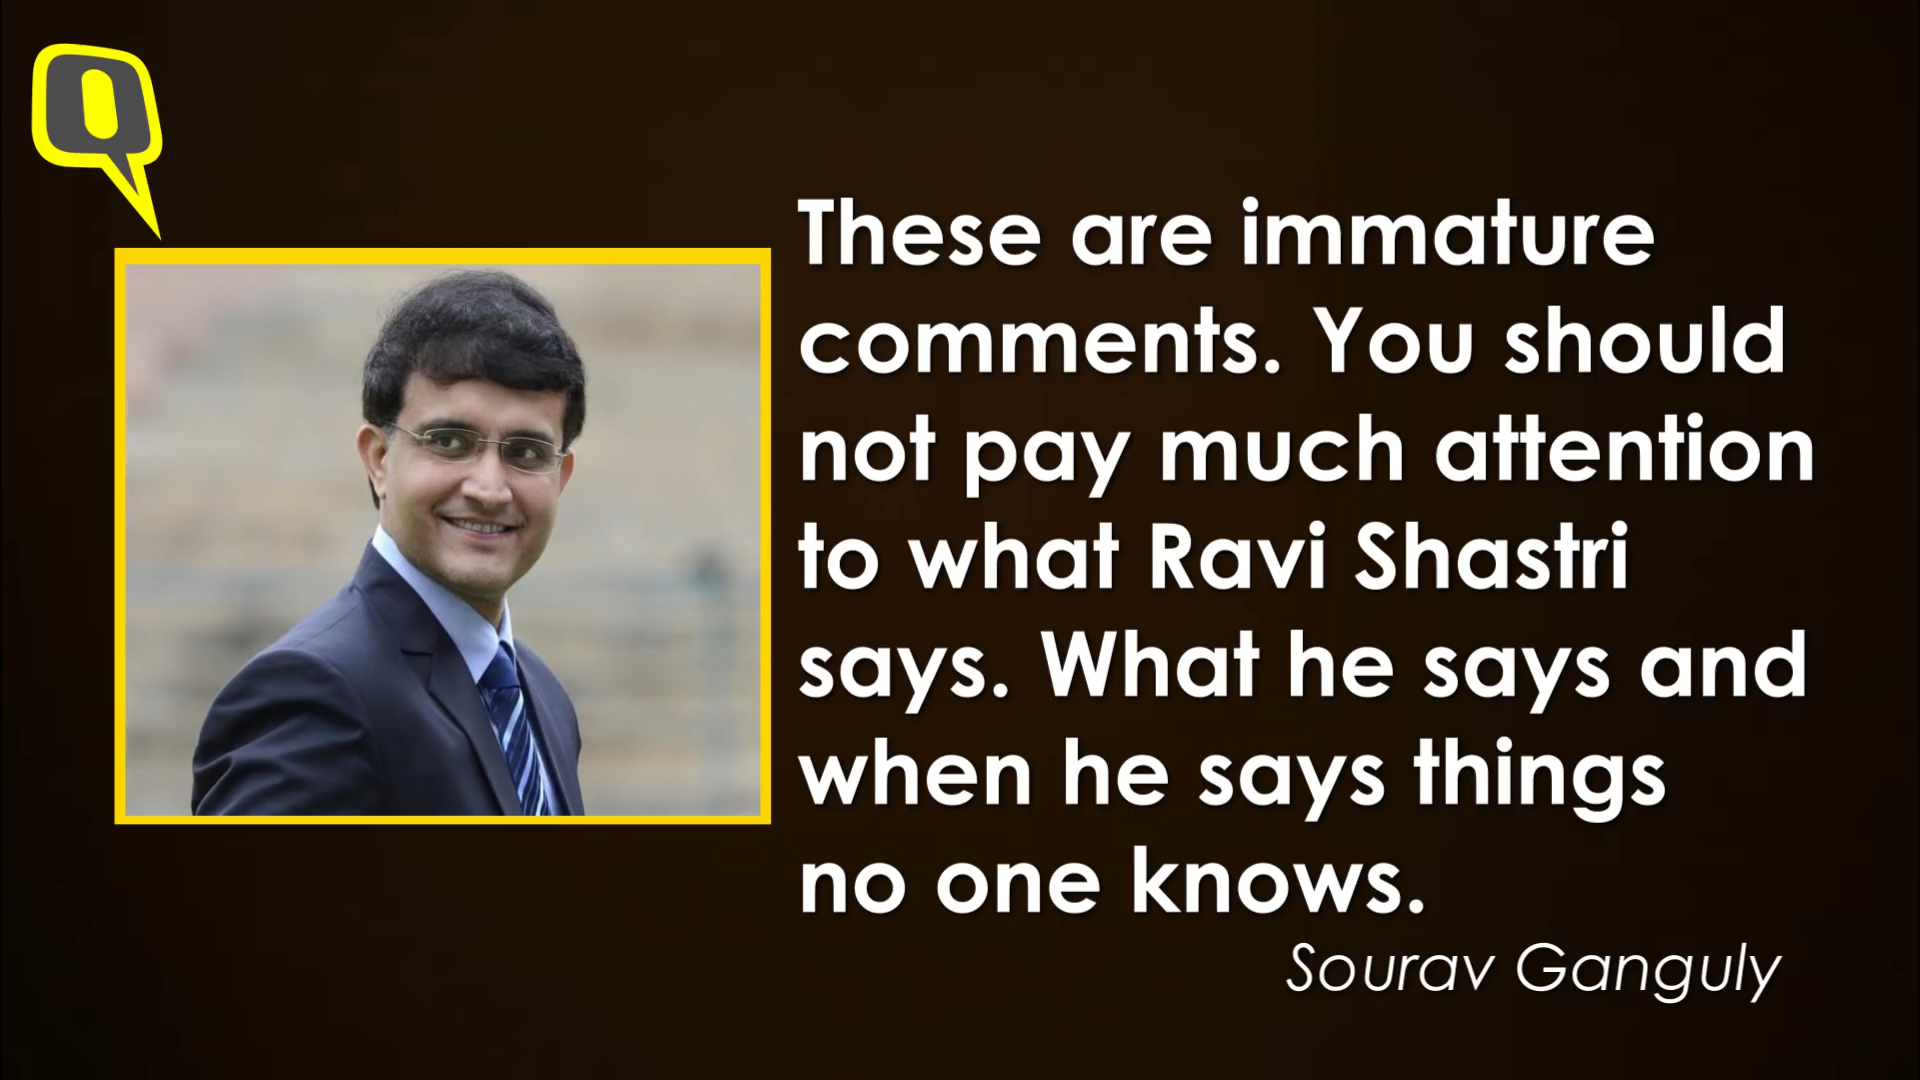 Q
These are immature
comments. You should
not pay much attention
to what Ravi Shastri
says. What he says and
when he says things
no one knows.
Sourav Ganguly